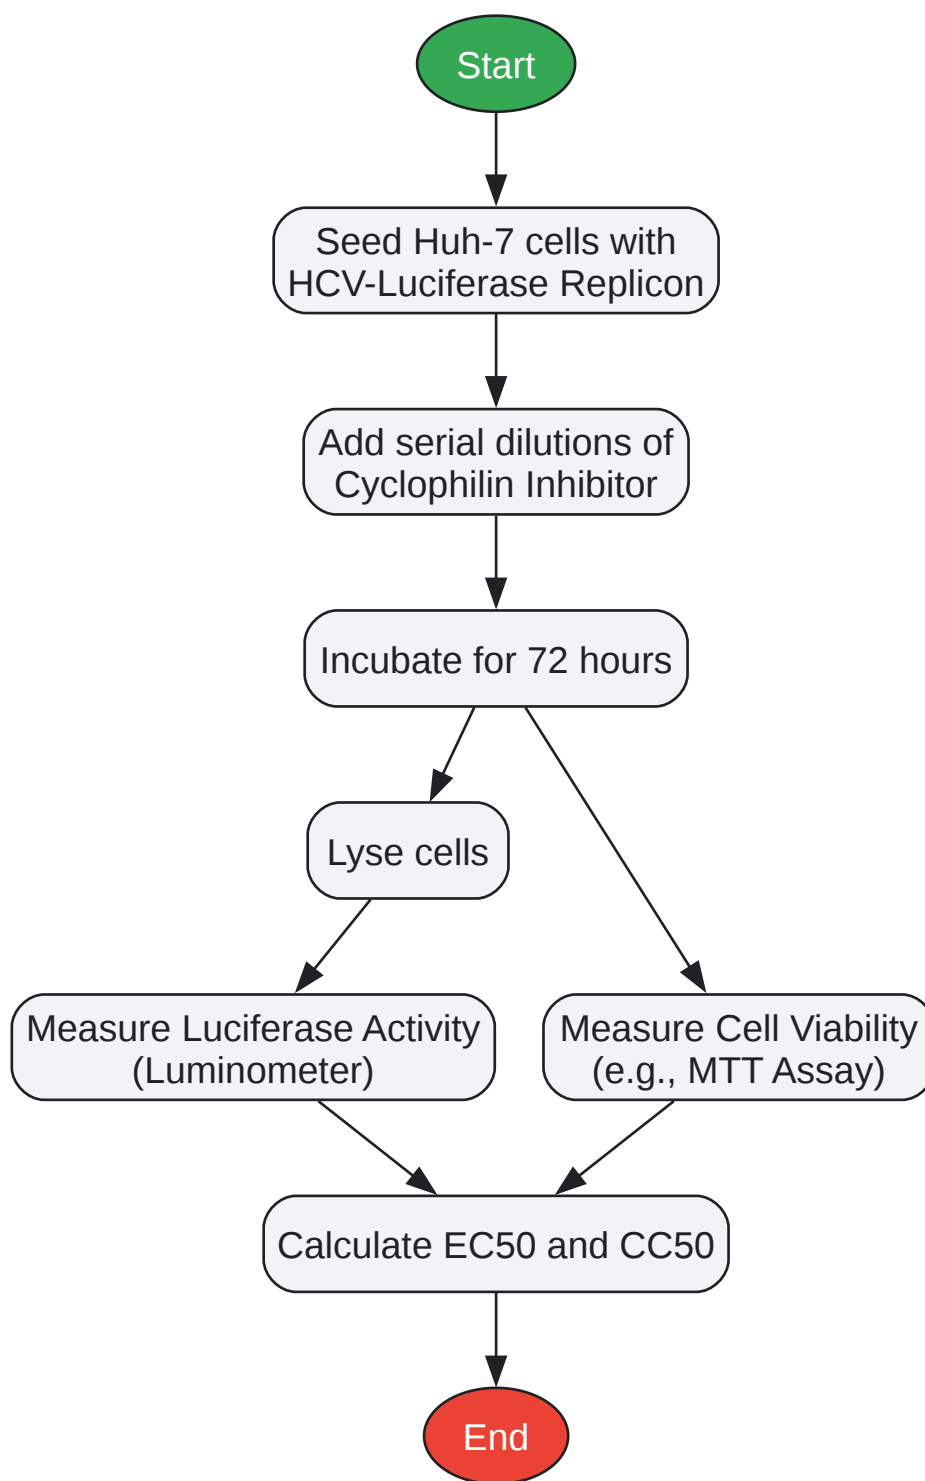 Start
Seed Huh-7 cells with
HCV-Luciferase Replicon
Add serial dilutions of
Cyclophilin Inhibitor
Incubate for 72 hours
Lyse cells
Measure Luciferase Activity
(Luminometer)
Measure Cell Viability
(e.g., MTT Assay)
Calculate EC50 and CC50
End